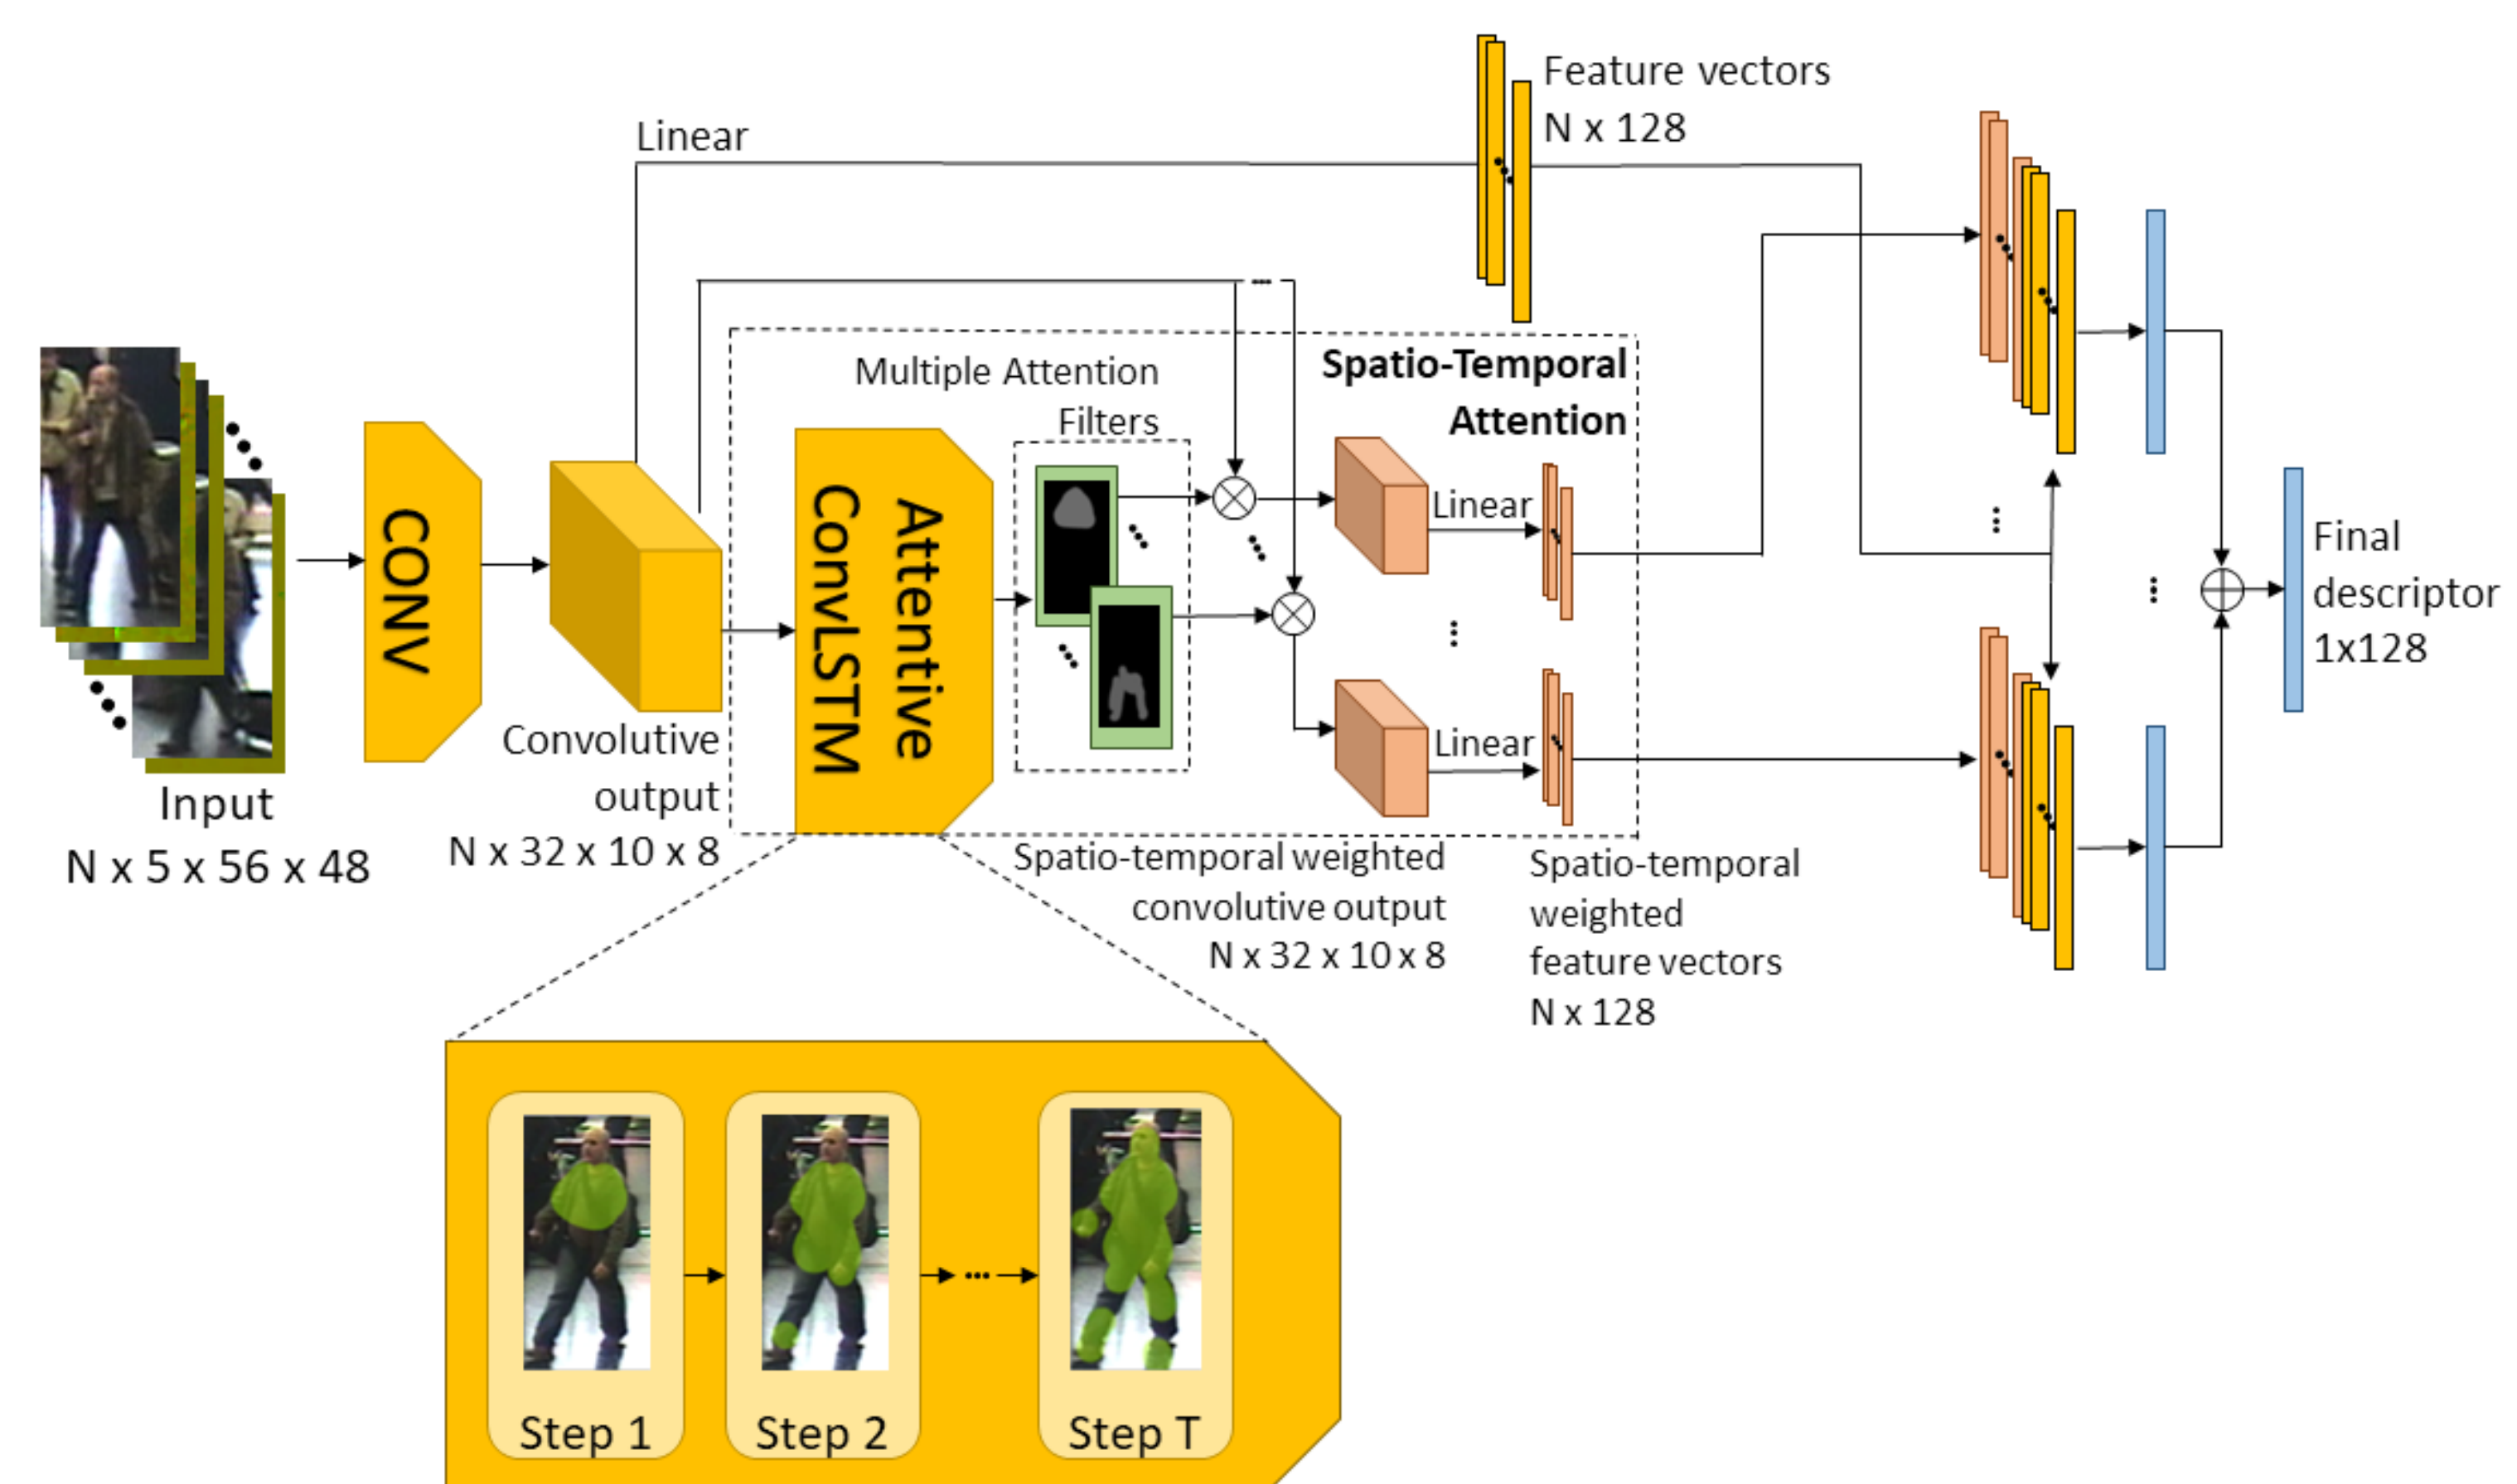 Feature vectors
N x 128
Linear
Multiple Attention
Filters
Spatio-Temporal
Attention
CONV
Attentive
ConvLSTM
Linear
Linear
Input
N x 5 x 56 x 48
Convolutive
output
N x 32 x 10 x 8
Spatio-temporal weighted
convolutive output
N x 32 x 10 x 8
Spatio-temporal
weighted
feature vectors
N x 128
Final
descriptor
1x128
Step 1
Step 2
Step T